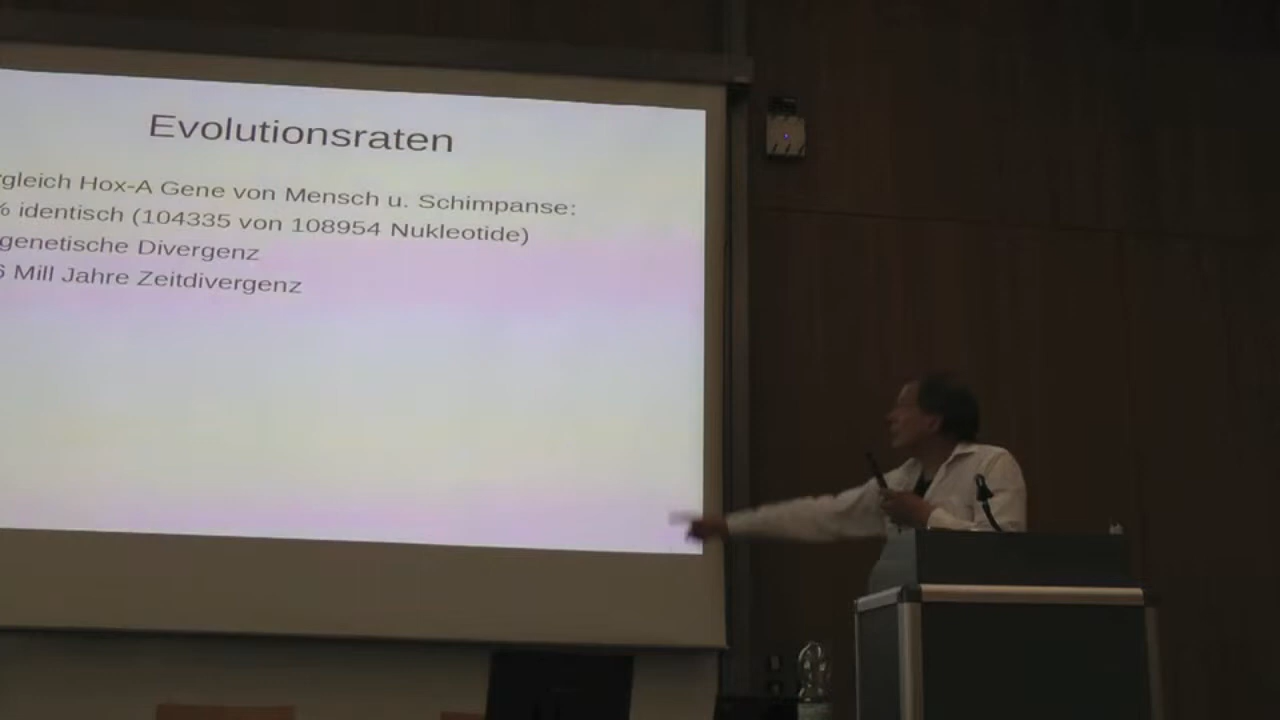 Evolutionsraten
rgleich Hox-A Gene von Mensch u. Schimpanse:
% identisch (104335 von 108954 Nukleotide)
genetische Divergenz
6 Mill Jahre Zeitdivergenz